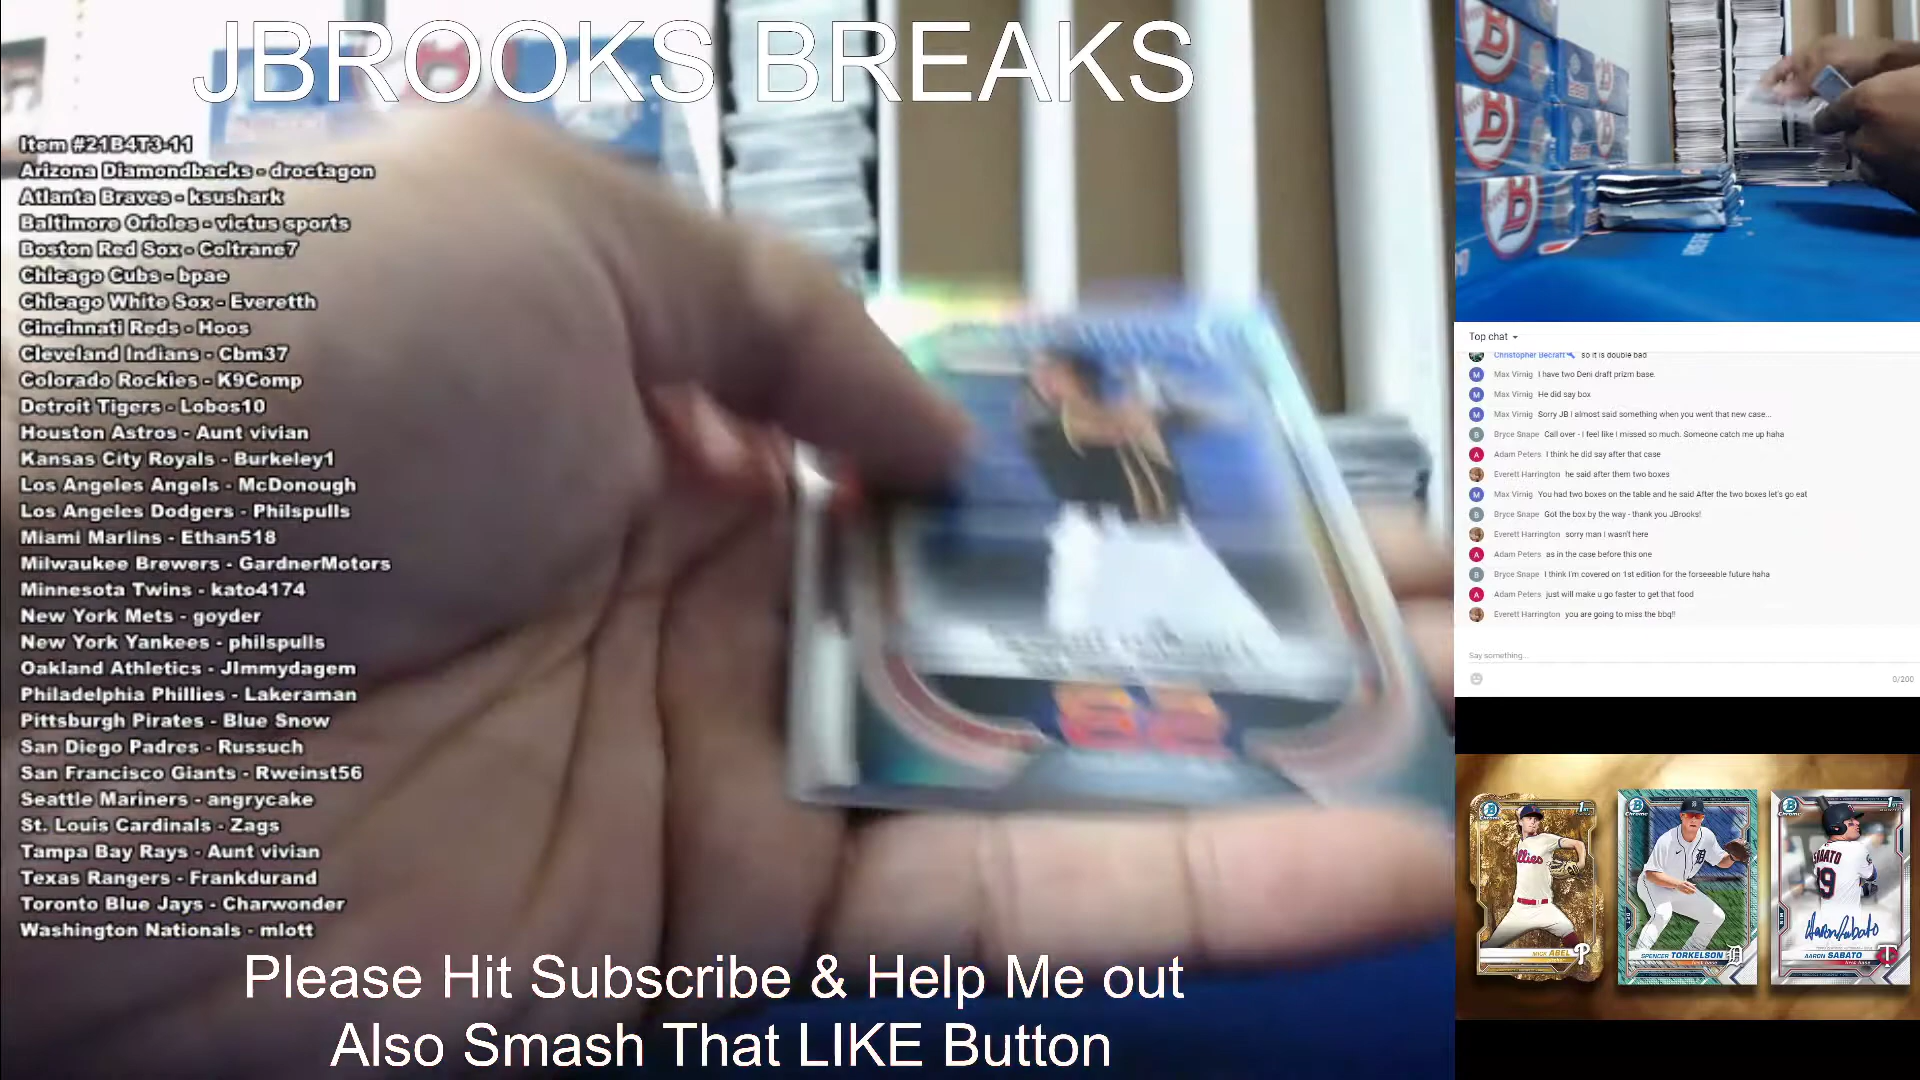 JBROOKS BREAKS
Item #21B4T3-11
Arizona Diamondbacks - droctagon
Atlanta Braves - ksushark
Baltimore Orioles - victus sports
Boston Red Sox - Coltrane7
Chicago Cubs - bpae
Chicago White Sox - Everetth
Cincinnati Reds - Hoos
Cleveland Indians - Cbm37
Colorado Rockies - K9Comp
Detroit Tigers - Lobos10
Houston Astros - Aunt vivian
Kansas City Royals - Burkeley1
Los Angeles Angels - McDonough
Los Angeles Dodgers - Philspulls
Miami Marlins - Ethan518
Milwaukee Brewers - GardnerMotors
Minnesota Twins - kato4174
New York Mets - goyder
New York Yankees - philspulls
Oakland Athletics - JImmydagem
Philadelphia Phillies - Lakeraman
Pittsburgh Pirates - Blue Snow
San Diego Padres - Russuch
San Francisco Giants - Rweinst56
Seattle Mariners - angrycake
St. Louis Cardinals - Zags
Tampa Bay Rays - Aunt vivian
Texas Rangers - Frankdurand
Toronto Blue Jays - Charwonder
Washington Nationals - mlott
Please Hit Subscribe & Help Me out
Also Smash That LIKE Button
Top chat
Christopher Becraft so it is double bad
M Max Virnig I have two Deni draft prizm base.
M Max Virnig He did say box
M Max Virnig Sorry JB I almost said something when you went that new case...
B Bryce Snape Call over - I feel like I missed so much. Someone catch me up haha
A Adam Peters I think he did say after that case
Everett Harrington he said after them two boxes
M Max Virnig You had two boxes on the table and he said After the two boxes let's go eat
B Bryce Snape Got the box by the way - thank you JBrooks!
Everett Harrington sorry man I wasn't here
A Adam Peters as in the case before this one
B Bryce Snape I think I'm covered on 1st edition for the forseeable future haha
A Adam Peters just will make u go faster to get that food
Everett Harrington you are going to miss the bbq!!
Say something...
0/200
MICK ABEL
SPENCER TORKELSON
SABATO
19
AARON SABATO